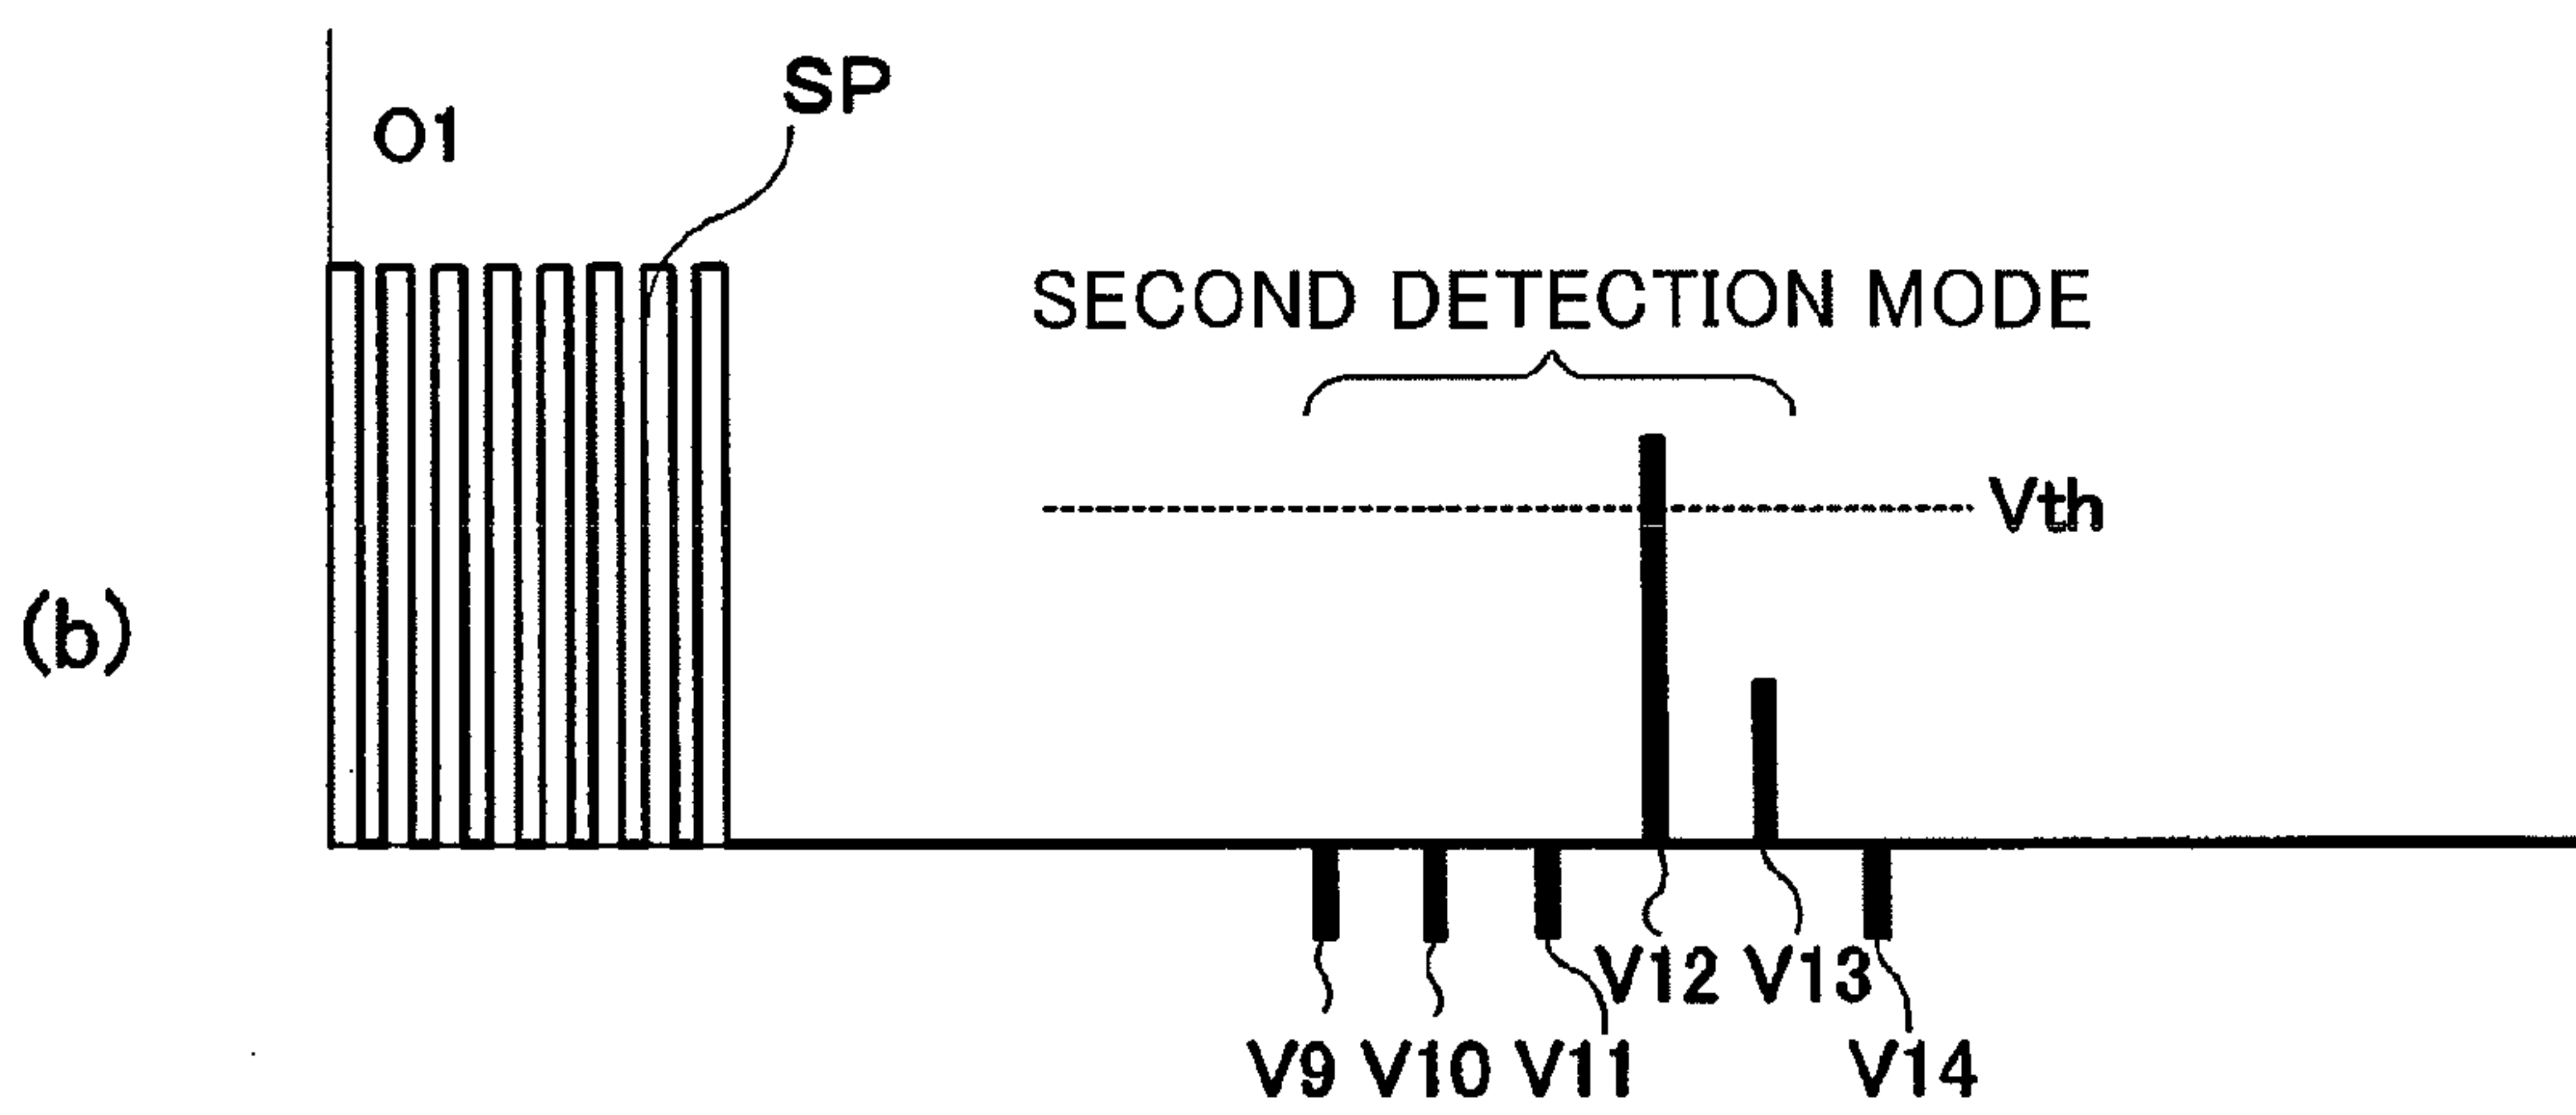 SP
O1
SECOND DETECTION MODE
Vth
(b)
V12 V13
V9 V10 V11 V14